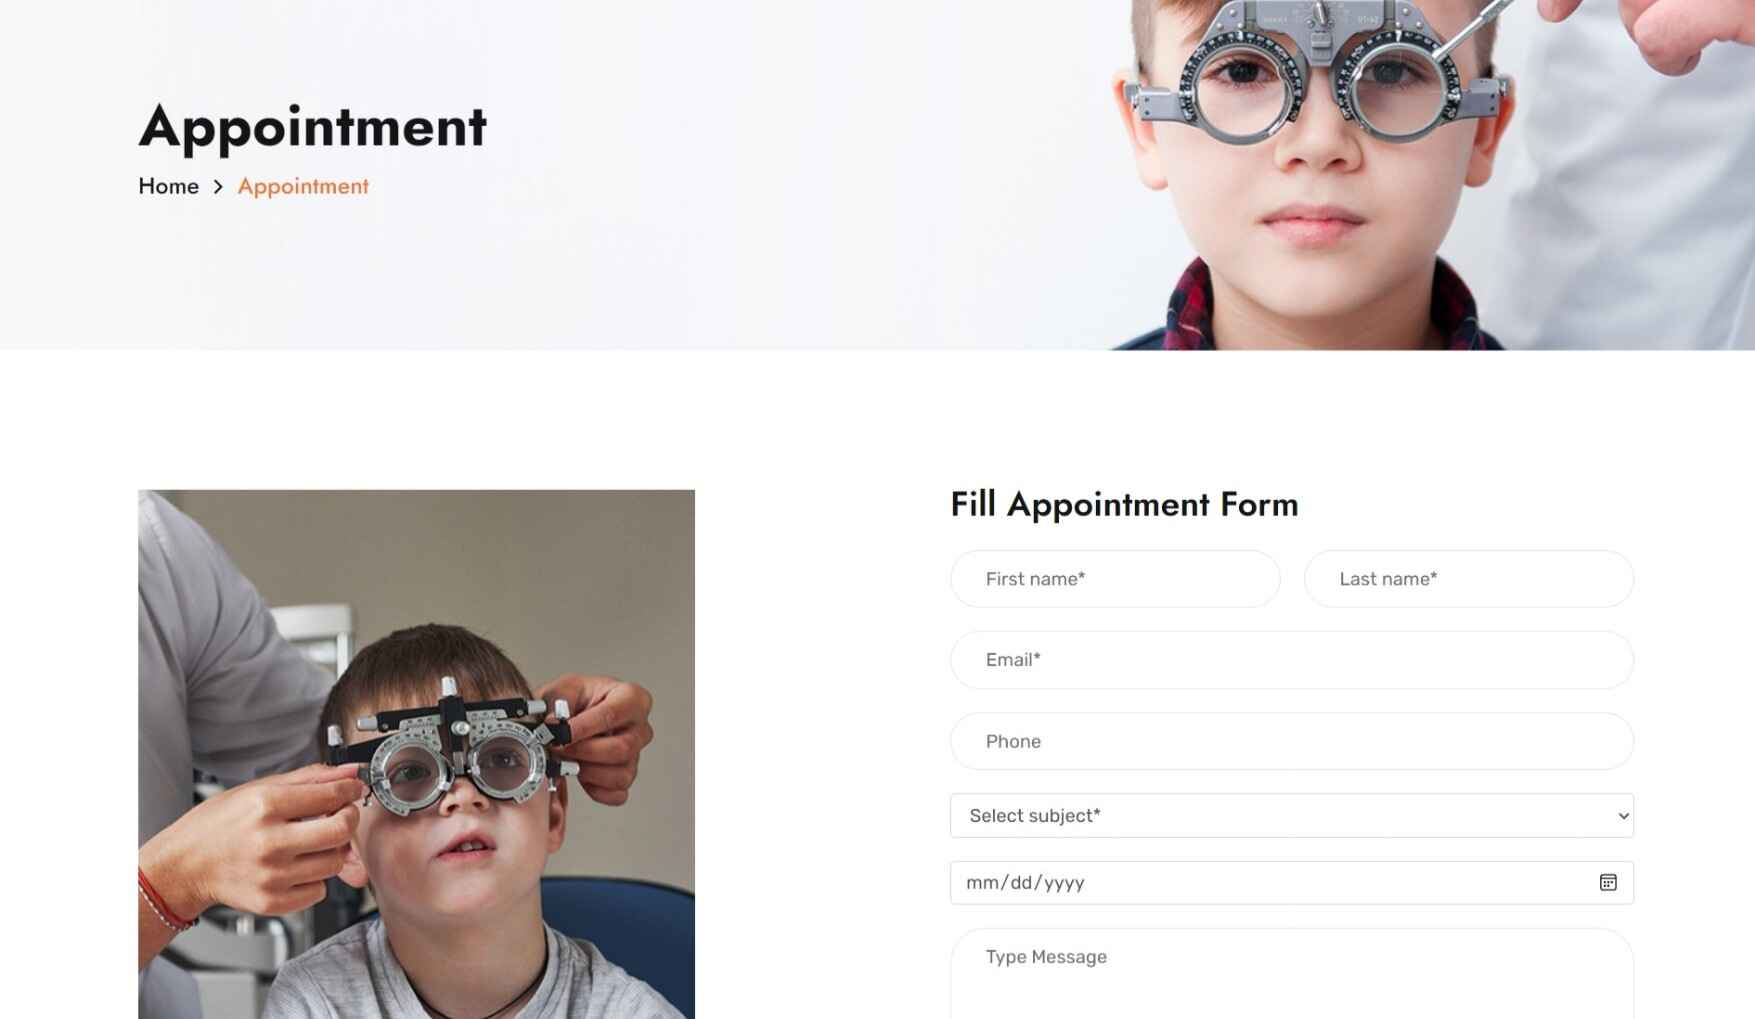 Appointment
Home > Appointment
Fill Appointment Form
First name* Last name*
Email*
Phone
Select subject*
mm/dd/yyyy
Type Message